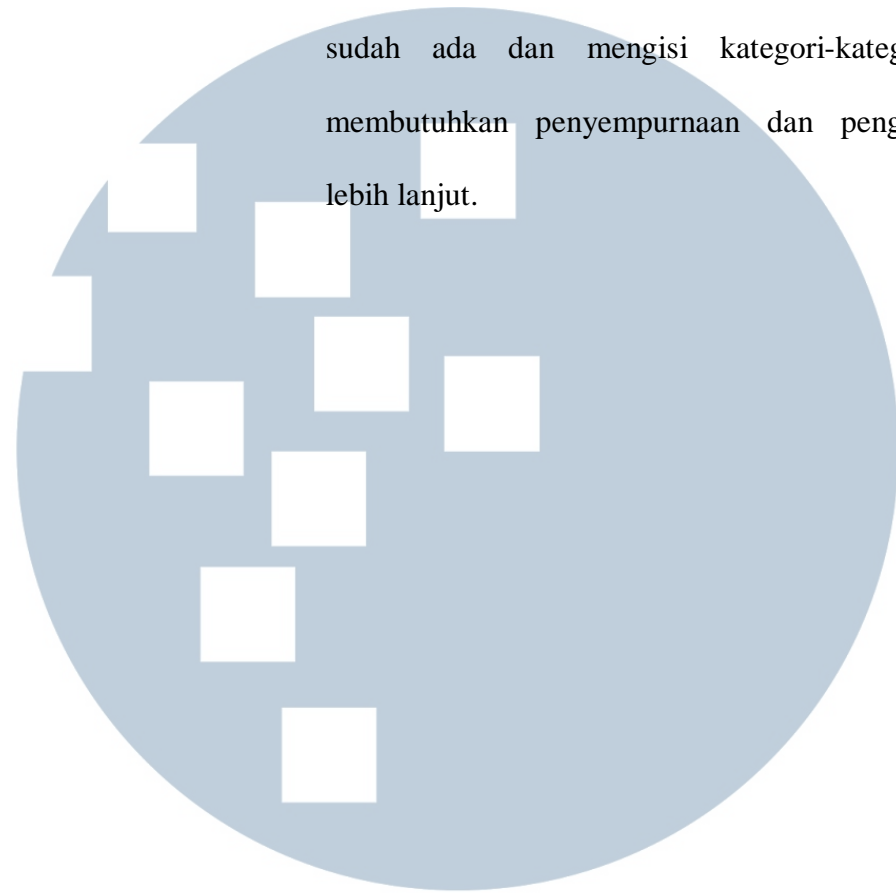 sudah ada dan mengisi kategori-kateg
membutuhkan penyempurnaan dan peng
lebih lanjut.